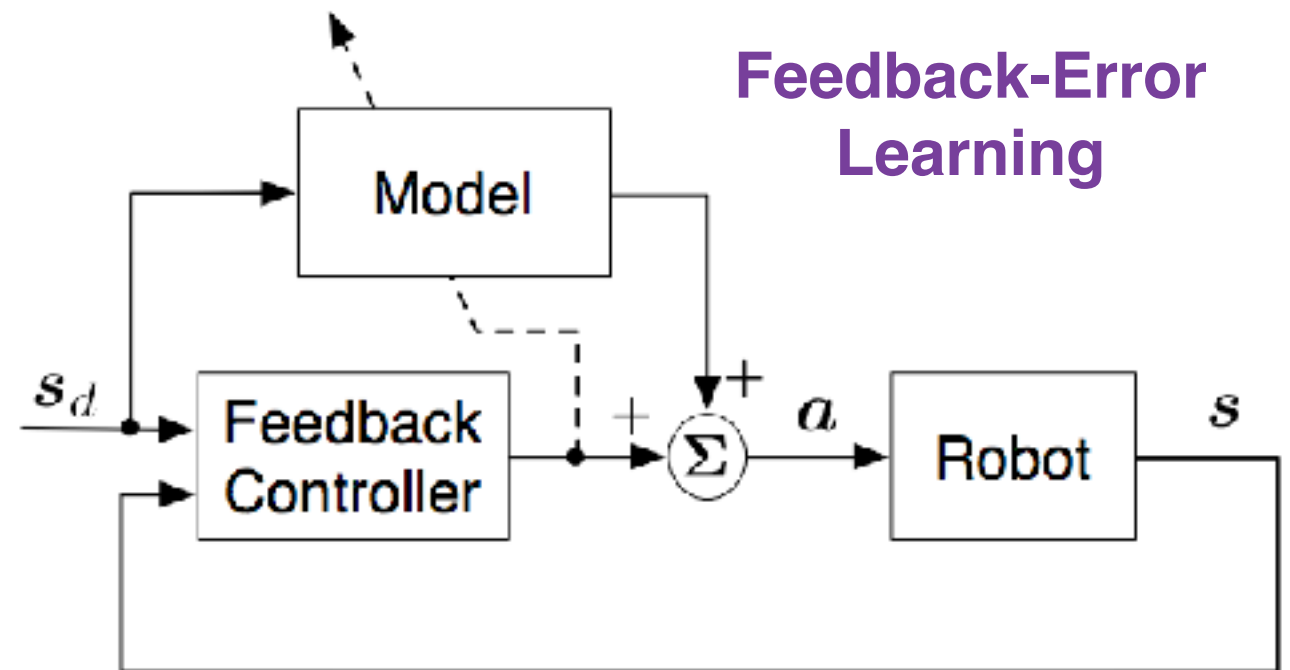 Feedback-Error
Learning
Model
s_d
Feedback
Controller
+
+
Σ
a
Robot
s